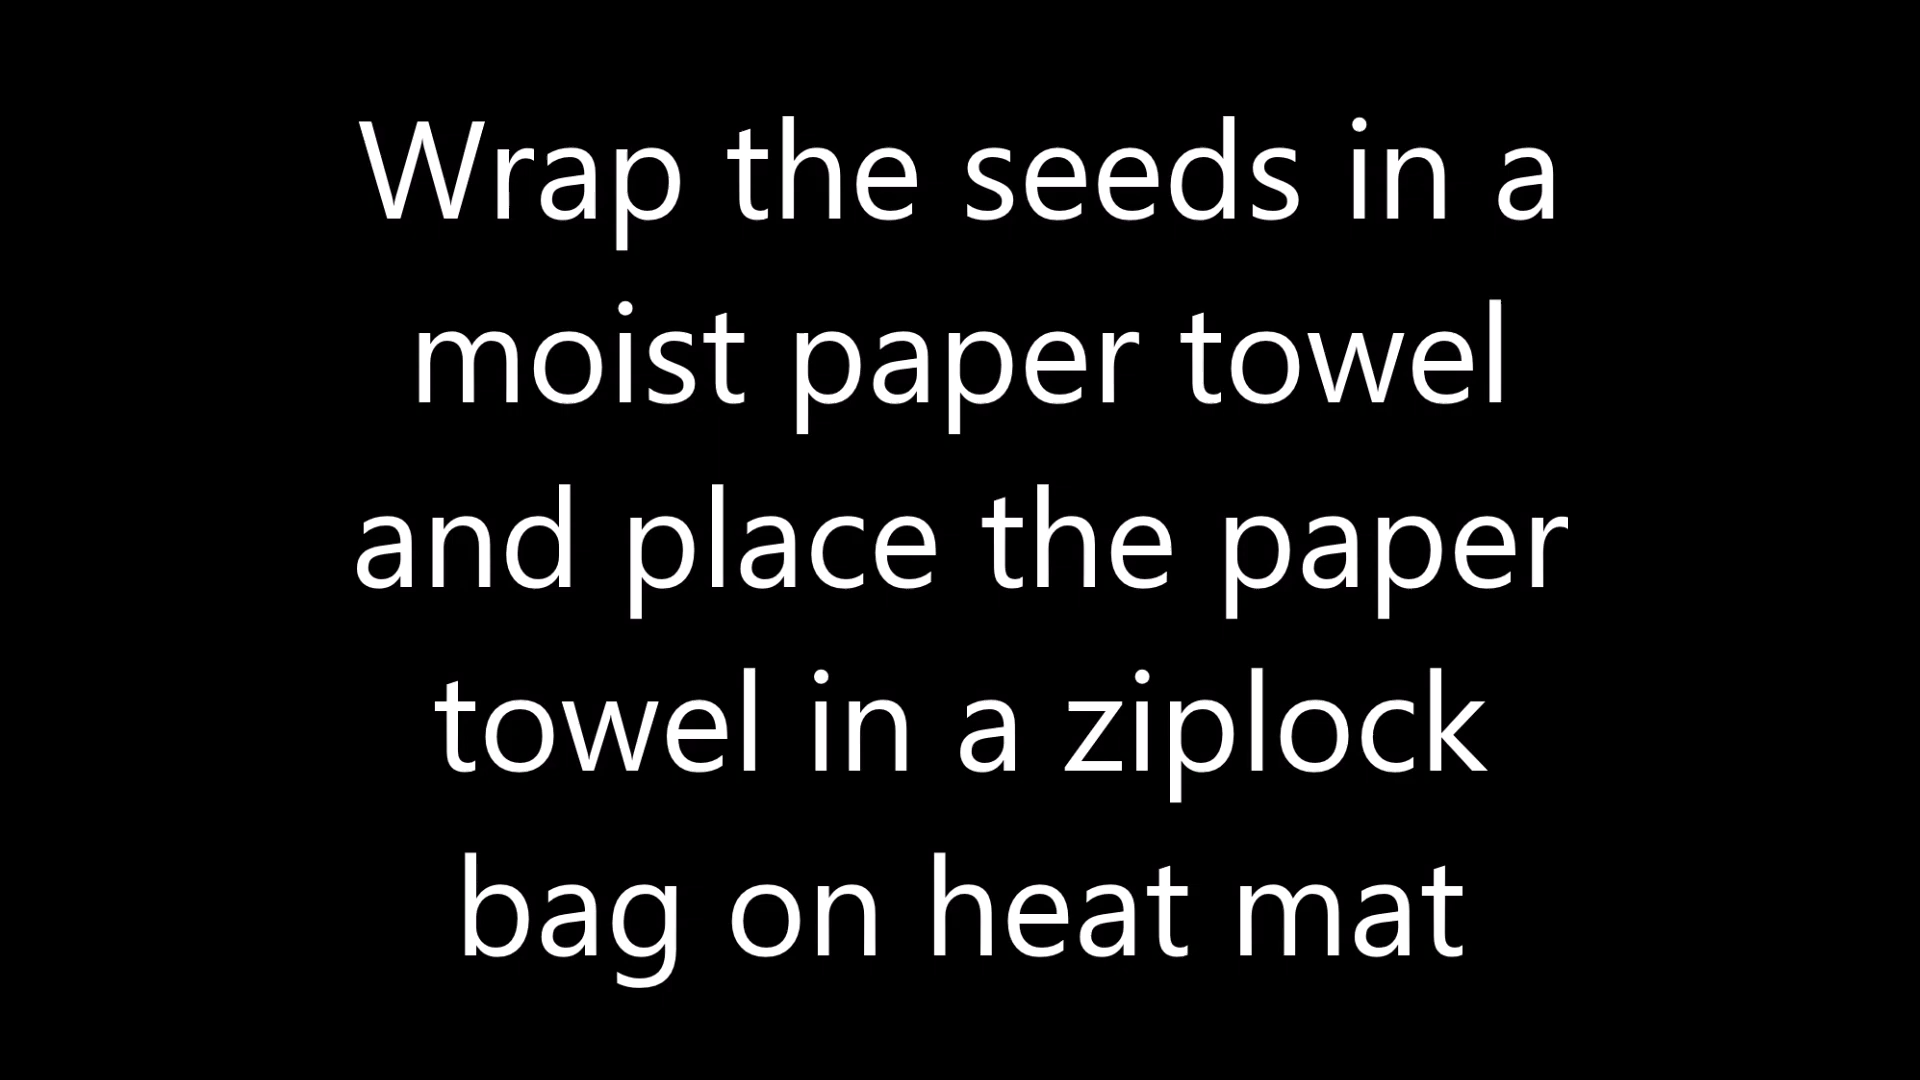 Wrap the seeds in a
moist paper towel
and place the paper
towel in a ziplock
bag on heat mat